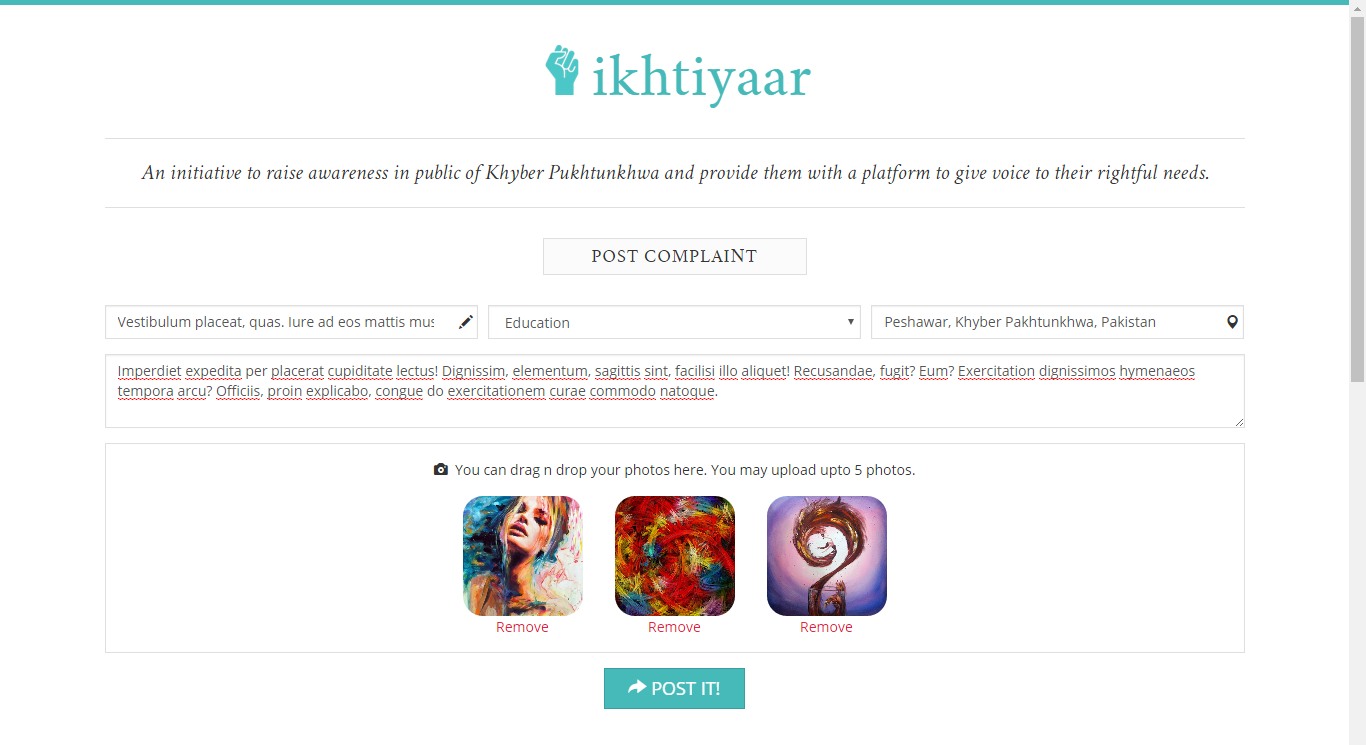 ikhtiyaar
An initiative to raise awareness in public of Khyber Pukhtunkhwa and provide them with a platform to give voice to their rightful needs.
POST COMPLAINT
Vestibulum placeat, quas. Iure ad eos mattis mus
Education
Peshawar, Khyber Pakhtunkhwa, Pakistan
Imperdiet expedita per placerat cupiditate lectus! Dignissim, elementum, sagittis sint, facilisi illo aliquet! Recusandae, fugit? Eum? Exercitation dignissimos hymenaeos
tempora arcu? Officiis, proin explicabo, congue do exercitationem curae commodo natoque.
You can drag n drop your photos here. You may upload upto 5 photos.
Remove
Remove
Remove
POST IT!